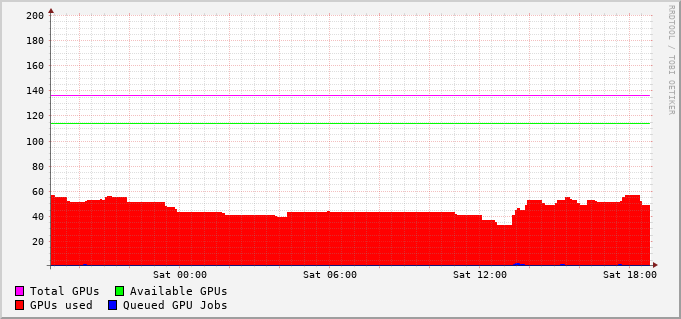 RRDTOOL / TOBI OETIKER
200
180
160
140
120
100
80
60
40
20
Sat 00:00 Sat 06:00 Sat 12:00 Sat 18:00
Total GPUs Available GPUs
GPUs used Queued GPU Jobs